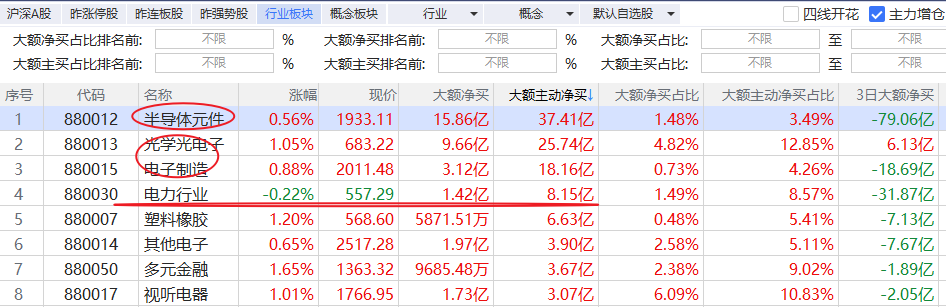 沪深A股 昨涨停股 昨连板股 昨强势股 行业板块 概念板块 行业 概念 默认自选股 四线开花 主力增仓
大额净买占比排名前: 不限 % 大额净买排名前: 不限 大额净买占比: 不限 至 不限
大额主买占比排名前: 不限 % 大额主买排名前: 不限 大额主买占比: 不限 至 不限
序号 代码 名称 涨幅 现价 大额净买 大额主动净买↓ 大额净买占比 大额主动净买占比 3日大额净买
1 880012 半导体元件 0.56% 1933.11 15.86亿 37.41亿 1.48% 3.49% -79.06亿
2 880013 光学光电子 1.05% 683.22 9.66亿 25.74亿 4.82% 12.85% 6.13亿
3 880015 电子制造 0.88% 2011.48 3.12亿 18.16亿 0.73% 4.26% -18.69亿
4 880030 电力行业 -0.22% 557.29 1.42亿 8.15亿 1.49% 8.57% -31.87亿
5 880007 塑料橡胶 1.20% 568.60 5871.51万 6.63亿 0.48% 5.41% -7.13亿
6 880014 其他电子 0.65% 2517.28 1.97亿 3.90亿 2.58% 5.11% -7.67亿
7 880050 多元金融 1.65% 1363.32 9685.48万 3.67亿 2.38% 9.02% -1.89亿
8 880017 视听电器 1.01% 1766.95 1.73亿 3.07亿 6.09% 10.83% -2.05亿